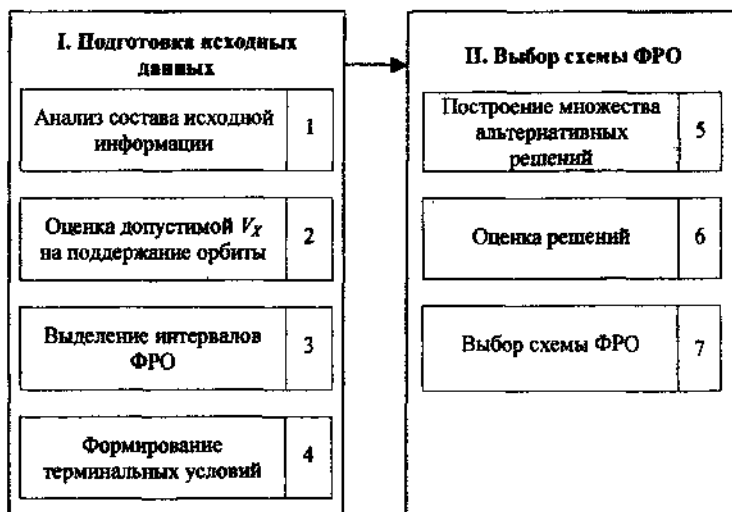 I. Подготовка исходных
данных
Анализ состава исходной
информации
1
Оценка допустимой V_X
на поддержание орбиты
2
Выделение интервалов
ФРО
3
Формирование
терминальных условий
4
II. Выбор схемы ФРО
Построение множества
альтернативных
решений
5
Оценка решений
6
Выбор схемы ФРО
7